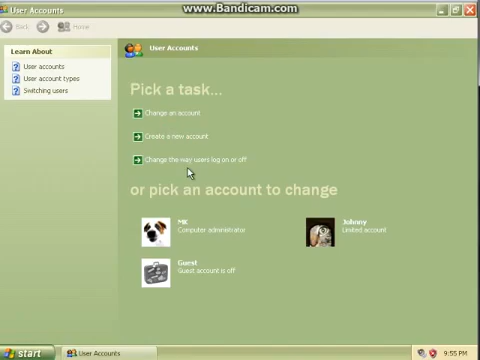 User Accounts
www.Bandicam.com
Back
Home
Learn About
User accounts
User account types
Switching users
User Accounts
Pick a task...
Change an account
Create a new account
Change the way users log on or off
or pick an account to change
MK
Computer administrator
Johnny
Limited account
Guest
Guest account is off
start
User Accounts
9:55 PM